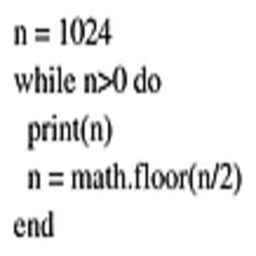 n = 1024
while n>0 do
  print(n)
  n = math.floor(n/2)
end